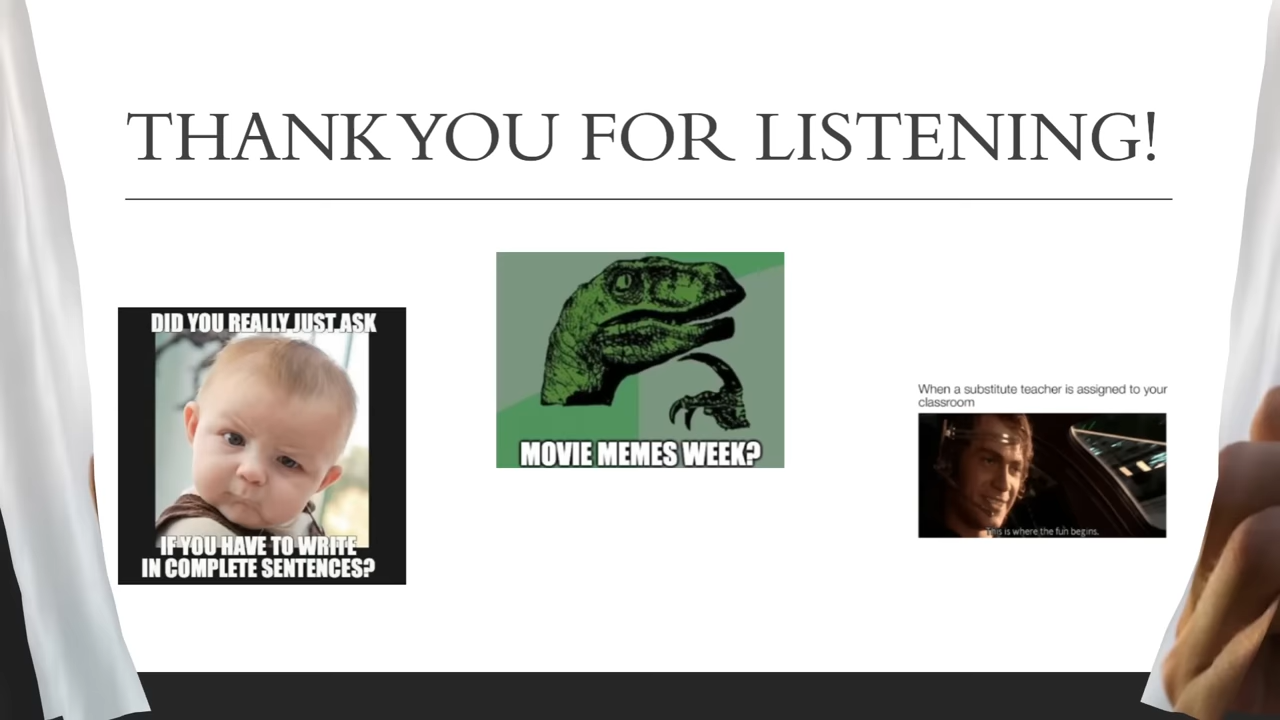 THANK YOU FOR LISTENING!
DID YOU REALLY JUST ASK
IF YOU HAVE TO WRITE
IN COMPLETE SENTENCES?
MOVIE MEMES WEEK?
When a substitute teacher is assigned to your
classroom
This is where the fun begins.